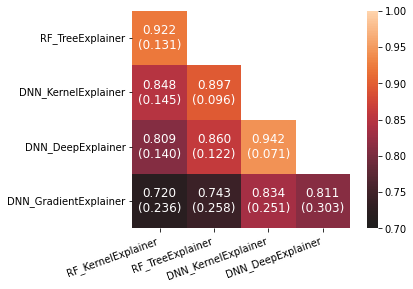 RF_TreeExplainer
DNN_KernelExplainer
DNN_DeepExplainer
DNN_GradientExplainer
0.922
(0.131)
0.848 0.897
(0.145) (0.096)
0.809 0.860 0.942
(0.140) (0.122) (0.071)
0.720 0.743 0.834 0.811
(0.236) (0.258) (0.251) (0.303)
RF_KernelExplainer
RF_TreeExplainer
DNN_KernelExplainer
DNN_DeepExplainer
1.00
0.95
0.90
0.85
0.80
0.75
0.70